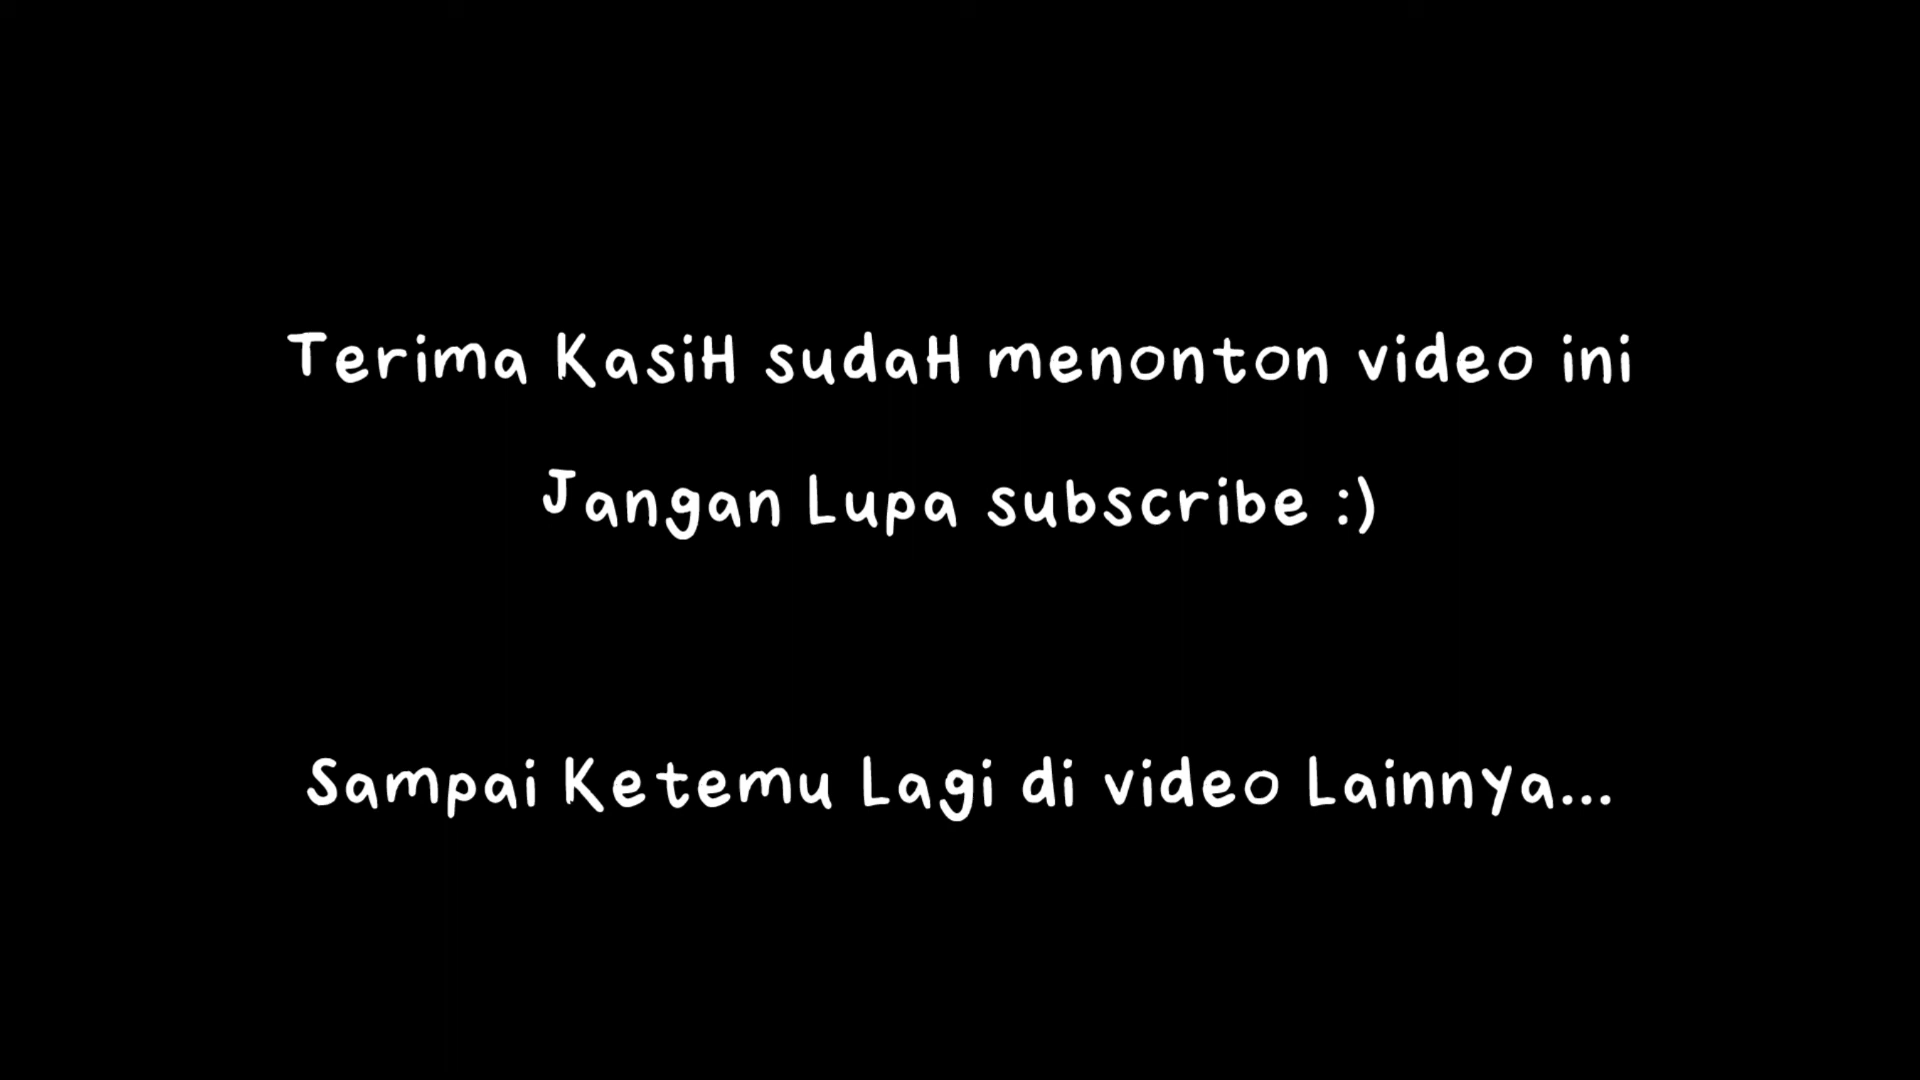 Terima KasiH sudaH menonton video ini
Jangan Lupa subscribe :)
Sampai Ketemu Lagi di video Lainnya...